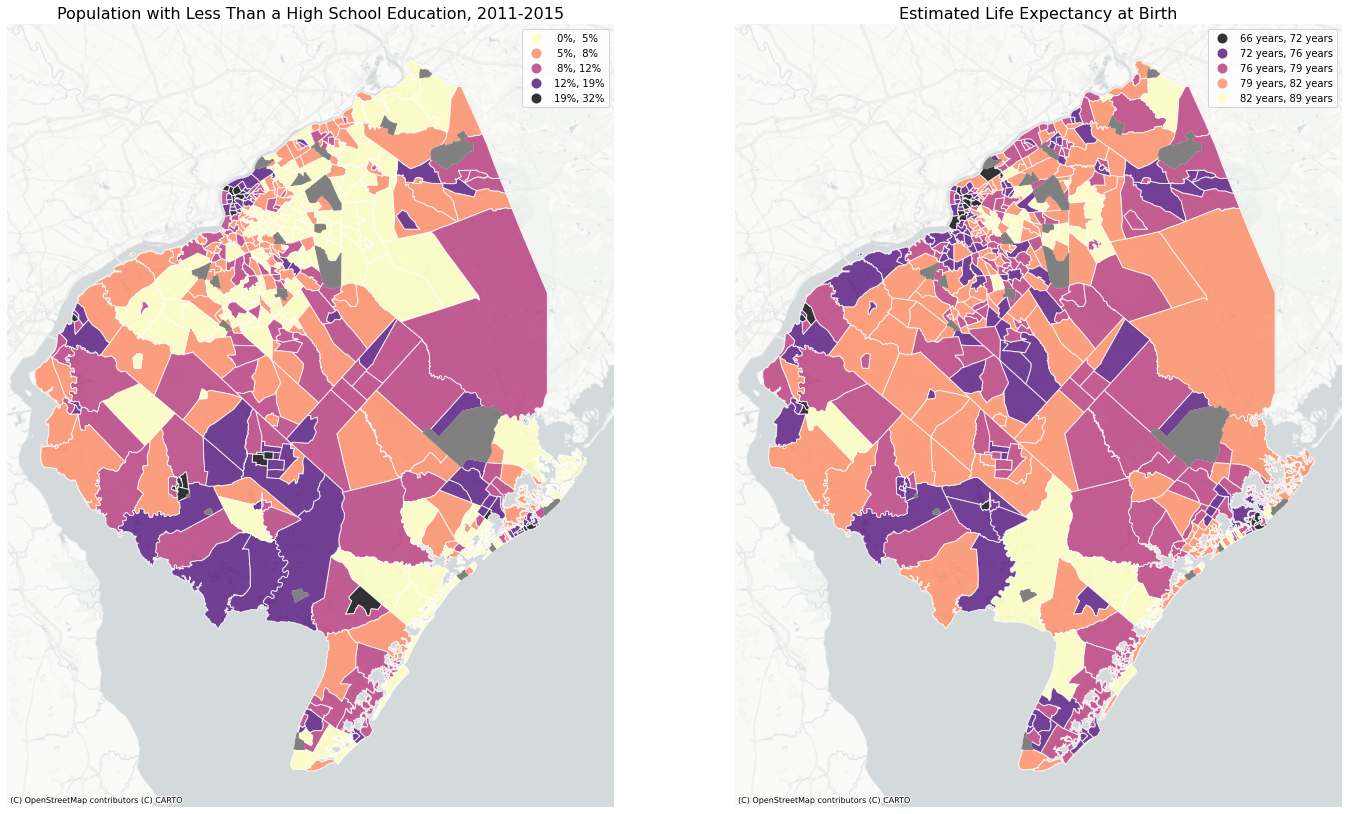 Population with Less Than a High School Education, 2011-2015
0%, 5%
5%, 8%
8%, 12%
12%, 19%
19%, 32%
(C) OpenStreetMap contributors (C) CARTO
Estimated Life Expectancy at Birth
66 years, 72 years
72 years, 76 years
76 years, 79 years
79 years, 82 years
82 years, 89 years
(C) OpenStreetMap contributors (C) CARTO